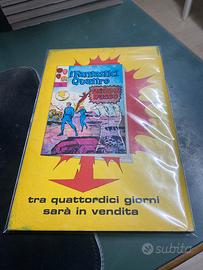 I Fantastici
Quattro
tra quattordici giorni
sarà in vendita
subito